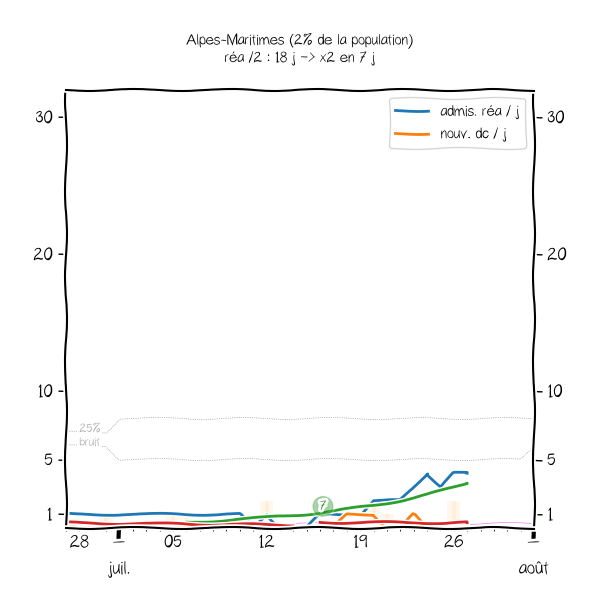 Alpes-Maritimes (2% de la population)
réa /2 : 18 j -> x2 en 7 j
admis. réa / j
nouv. dc / j
30
30
20
20
10
10
25%
bruit
5
5
7
1
1
28
05
12
19
26
juil.
août